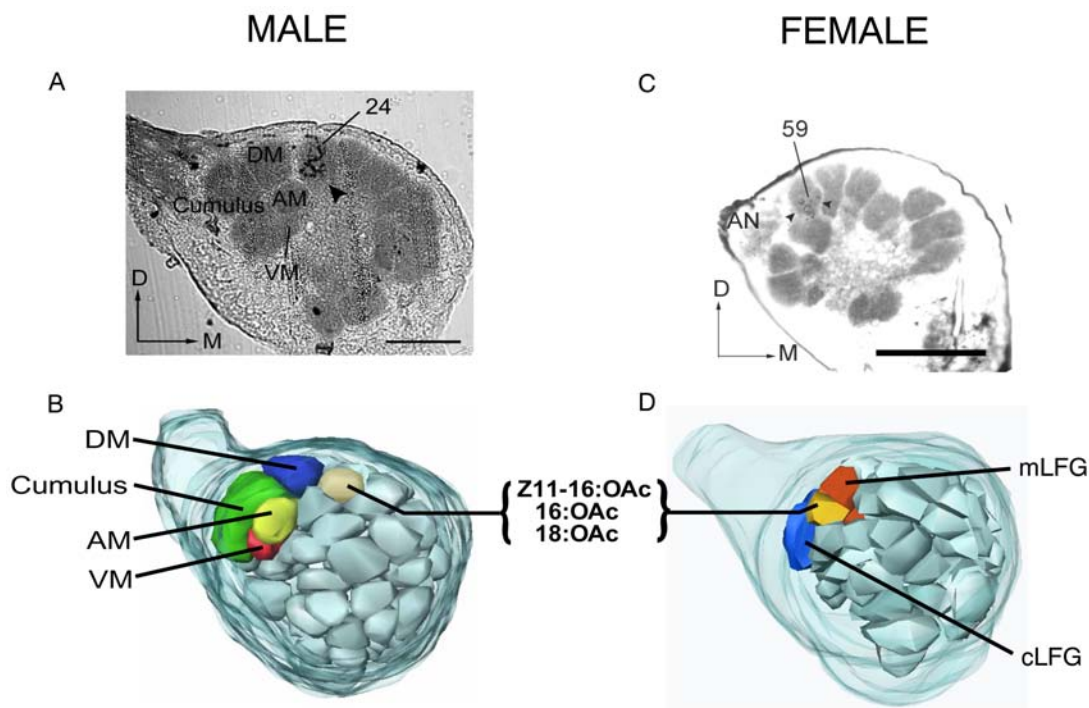 MALE
FEMALE
A
24
DM
AM
Cumulus
VM
D
M
C
59
AN
D
M
B
DM
Cumulus
AM
VM
Z11-16:OAc
16:OAc
18:OAc
D
mLFG
cLFG